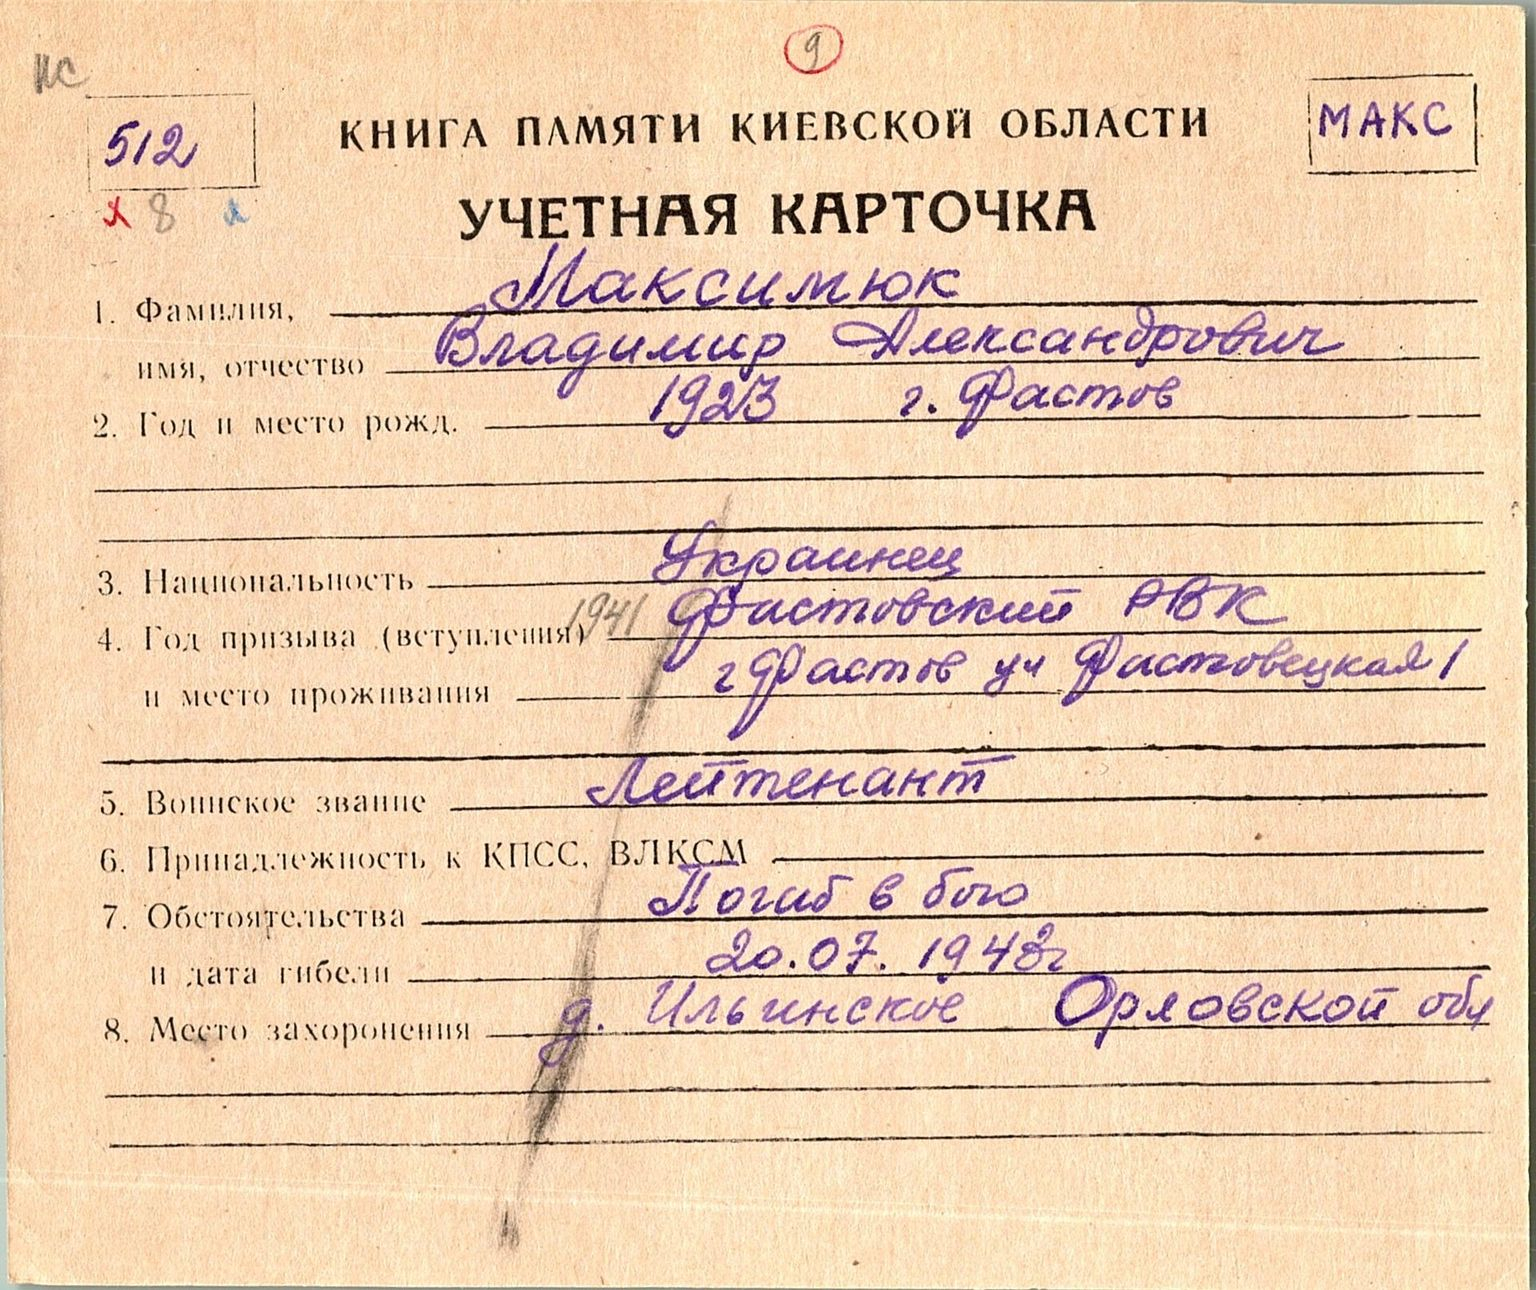 ИС
9
512
КНИГА ПАМЯТИ КИЕВСКОЙ ОБЛАСТИ
МАКС
х 8 л
УЧЕТНАЯ КАРТОЧКА
1. Фамилия, Максимюк
имя, отчество Владимир Александрович
2. Год и место рожд. 1923 г. Фастов
3. Национальность Украинец
4. Год призыва (вступления) 1941 Фастовский РВК
и место проживания г Фастов ул Фастовецкая 1
5. Воинское звание Лейтенант
6. Принадлежность к КПСС, ВЛКСМ
7. Обстоятельства Погиб в бою
и дата гибели 20.07.1943г
8. Место захоронения д. Ильинское Орловской обл